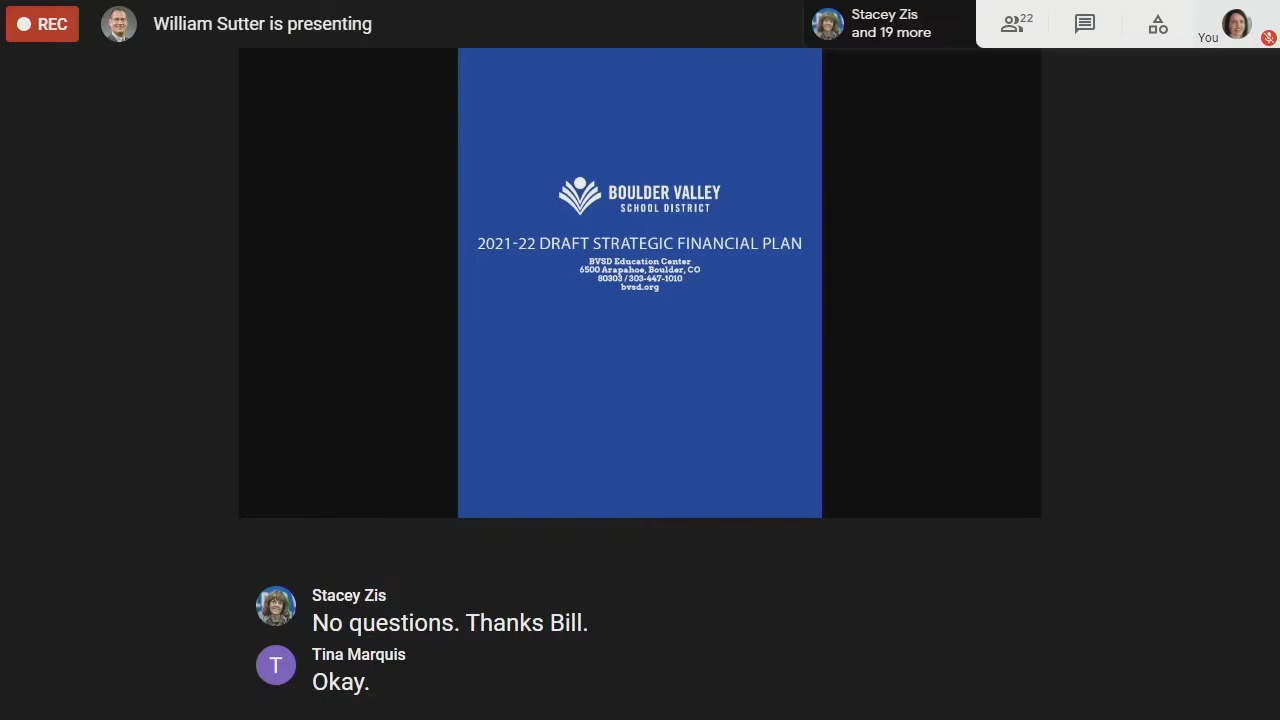 REC
William Sutter is presenting
Stacey Zis
and 19 more
22
You
BOULDER VALLEY
SCHOOL DISTRICT
2021-22 DRAFT STRATEGIC FINANCIAL PLAN
BVSD Education Center
6500 Arapahoe, Boulder, CO
80303 / 303-447-1010
bvsd.org
Stacey Zis
No questions. Thanks Bill.
T
Tina Marquis
Okay.